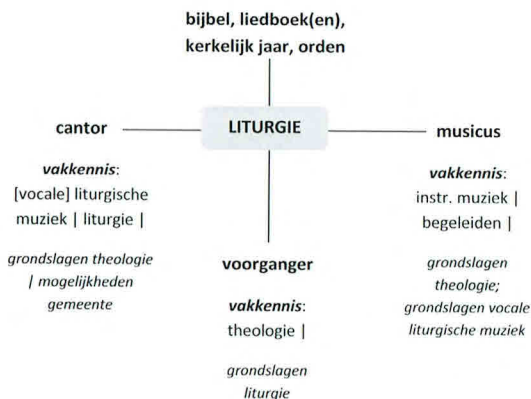 bijbel, liedboek(en),
kerkelijk jaar, orden
cantor
LITURGIE
musicus
vakkennis:
[vocale] liturgische
muziek | liturgie |
grondslagen theologie
| mogelijkheden
gemeente
voorganger
vakkennis:
theologie |
grondslagen
liturgie
vakkennis:
instr. muziek |
begeleiden |
grondslagen
theologie;
grondslagen vocale
liturgische muziek